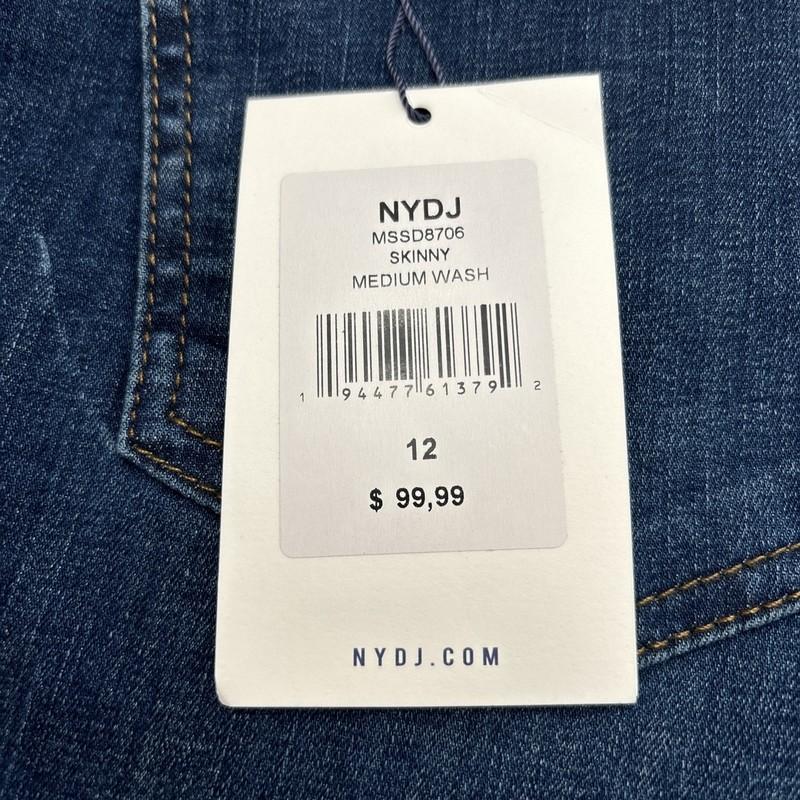 NYDJ
MSSD8706
SKINNY
MEDIUM WASH
1 94477 61379 2
12
$ 99,99
NYDJ.COM